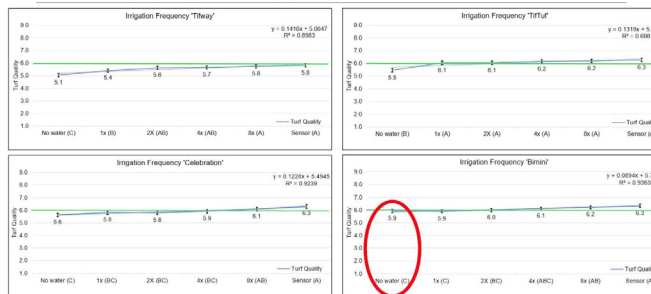 Irrigation Frequency 'Tifway'
y = 0.1416x + 5.0647
R² = 0.8563
9.0
8.0
7.0
6.0
5.0
4.0
3.0
2.0
1.0
Turf Quality
5.1
5.4
5.6
5.7
5.8
5.8
Turf Quality
No water (C)
1x (B)
2X (AB)
4x (AB)
8x (A)
Sensor (A)
Irrigation Frequency 'TifTuf'
y = 0.1319x + 5.
R² = 0.898
9.0
8.0
7.0
6.0
5.0
4.0
3.0
2.0
1.0
Turf Quality
5.5
6.1
6.1
6.2
6.2
6.3
Turf Quality
No water (B)
1x (A)
2X (A)
4x (A)
8x (A)
Sensor (A
Irrigation Frequency 'Celebration'
y = 0.1228x + 5.4945
R² = 0.9239
9.0
8.0
7.0
6.0
5.0
4.0
3.0
2.0
1.0
Turf Quality
5.6
5.8
5.8
5.9
6.1
6.3
Turf Quality
No water (C)
1x (BC)
2X (BC)
4x (BC)
8x (AB)
Sensor (A)
Irrigation Frequency 'Bimini'
y = 0.0894x + 5.
R² = 0.9363
9.0
8.0
7.0
6.0
5.0
4.0
3.0
2.0
1.0
Turf Quality
5.9
5.9
6.0
6.1
6.2
6.3
Turf Quality
No water (C)
1x (C)
2X (BC)
4x (ABC)
8x (AB)
Sensor (A